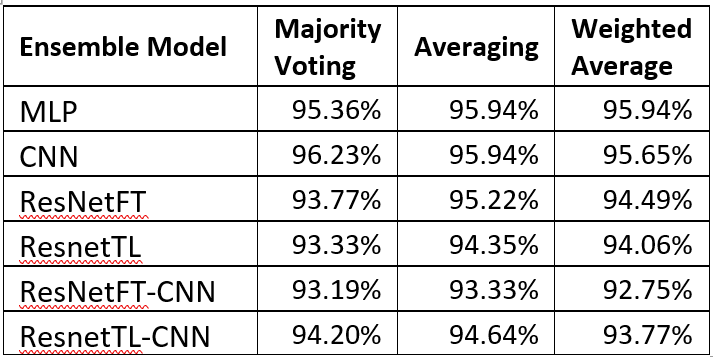 Ensemble Model Majority Voting Averaging Weighted Average
MLP 95.36% 95.94% 95.94%
CNN 96.23% 95.94% 95.65%
ResNetFT 93.77% 95.22% 94.49%
ResnetTL 93.33% 94.35% 94.06%
ResNetFT-CNN 93.19% 93.33% 92.75%
ResnetTL-CNN 94.20% 94.64% 93.77%